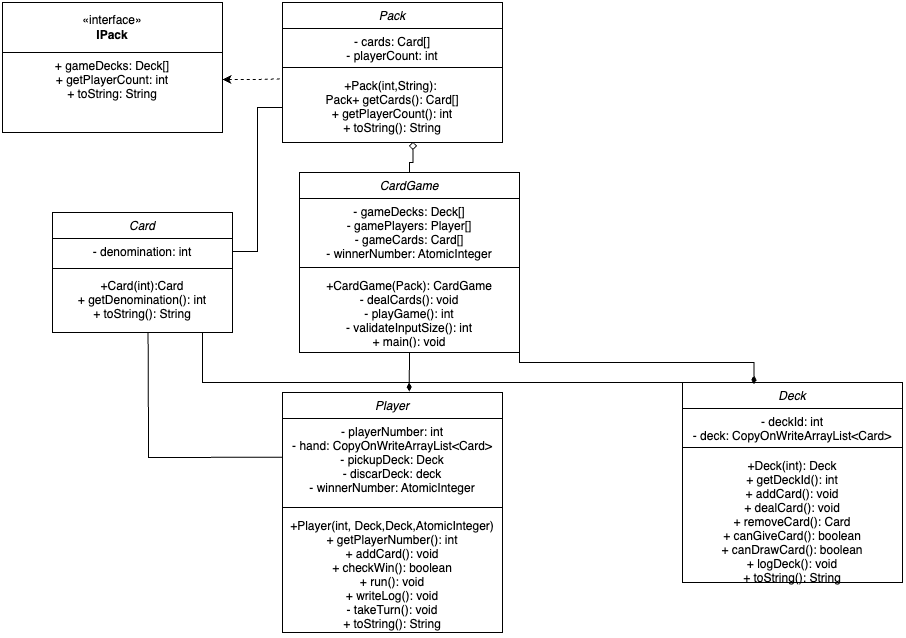 «interface»
IPack
+ gameDecks: Deck[]
+ getPlayerCount: int
+ toString: String
Pack
- cards: Card[]
- playerCount: int
+Pack(int,String):
Pack+ getCards(): Card[]
+ getPlayerCount(): int
+ toString(): String
CardGame
- gameDecks: Deck[]
- gamePlayers: Player[]
- gameCards: Card[]
- winnerNumber: AtomicInteger
+CardGame(Pack): CardGame
- dealCards(): void
- playGame(): int
- validateInputSize(): int
+ main(): void
Card
- denomination: int
+Card(int):Card
+ getDenomination(): int
+ toString(): String
Player
- playerNumber: int
- hand: CopyOnWriteArrayList<Card>
- pickupDeck: Deck
- discarDeck: deck
- winnerNumber: AtomicInteger
+Player(int, Deck,Deck,AtomicInteger)
+ getPlayerNumber(): int
+ addCard(): void
+ checkWin(): boolean
+ run(): void
+ writeLog(): void
- takeTurn(): void
+ toString(): String
Deck
- deckId: int
- deck: CopyOnWriteArrayList<Card>
+Deck(int): Deck
+ getDeckId(): int
+ addCard(): void
+ dealCard(): void
+ removeCard(): Card
+ canGiveCard(): boolean
+ canDrawCard(): boolean
+ logDeck(): void
+ toString(): String